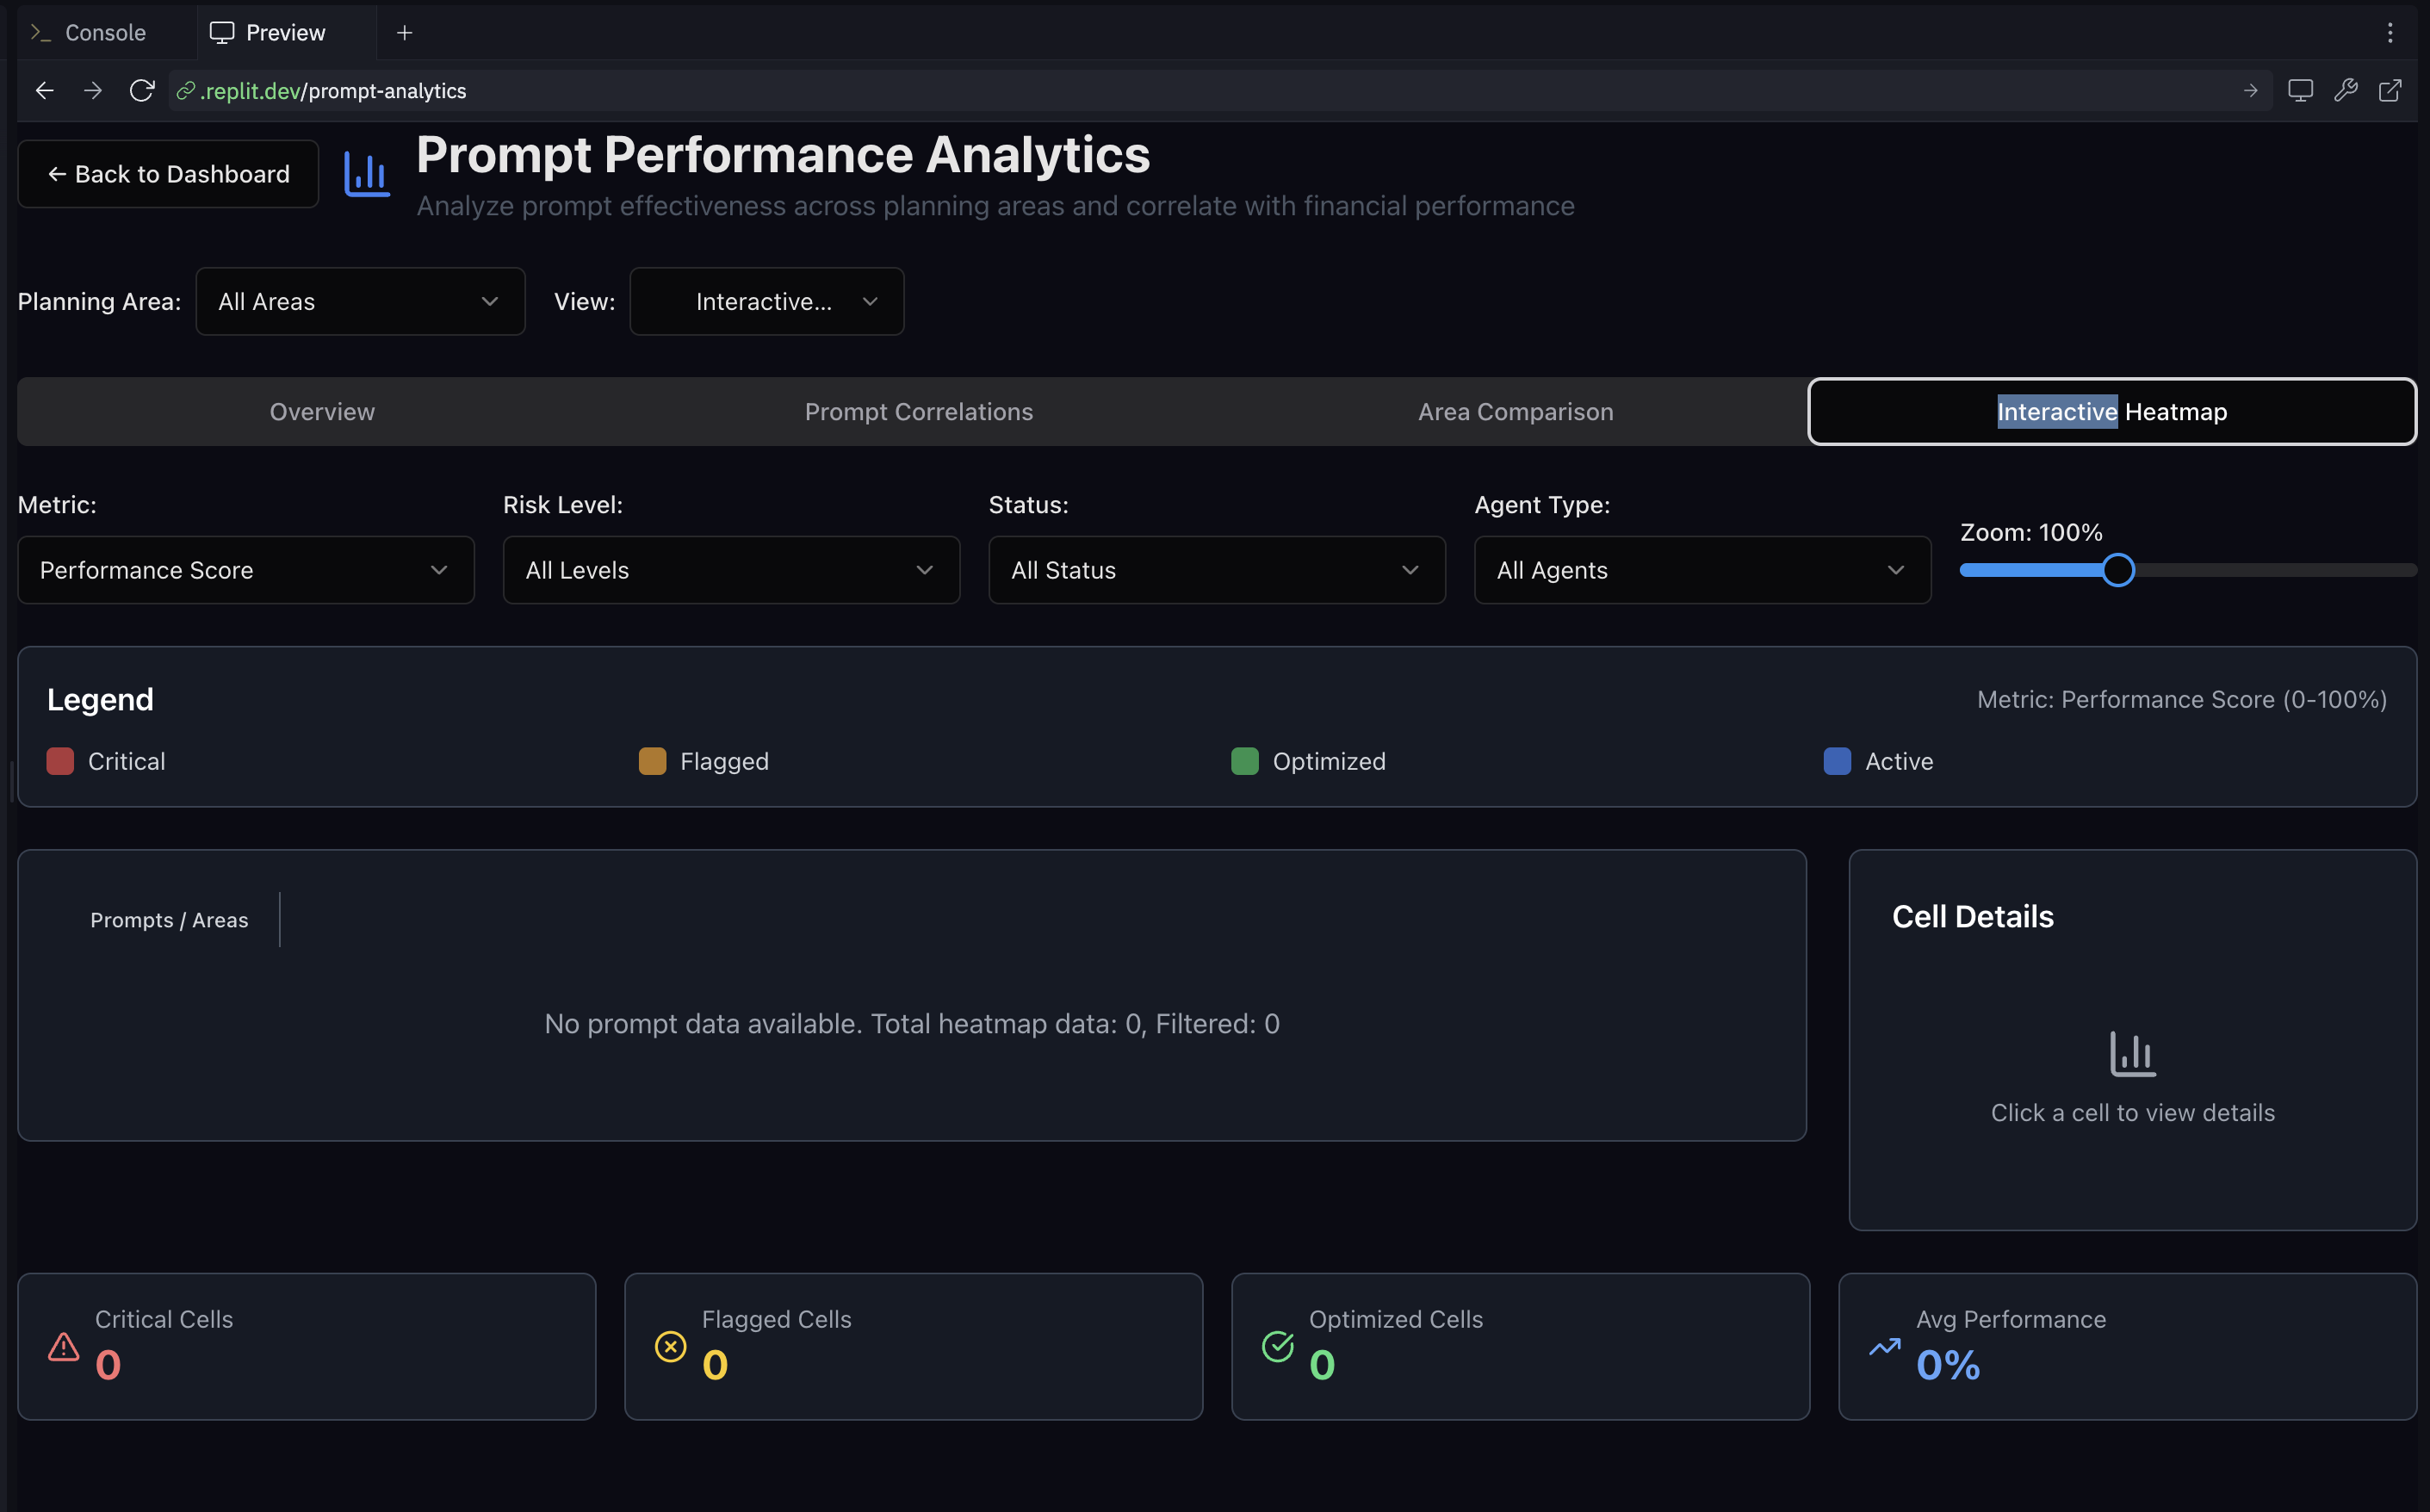 Console
Preview
.replit.dev/prompt-analytics
← Back to Dashboard
Prompt Performance Analytics
Analyze prompt effectiveness across planning areas and correlate with financial performance
Planning Area:
All Areas
View:
Interactive...
Overview
Prompt Correlations
Area Comparison
Interactive Heatmap
Metric:
Risk Level:
Status:
Agent Type:
Zoom: 100%
Performance Score
All Levels
All Status
All Agents
Legend
Metric: Performance Score (0-100%)
Critical
Flagged
Optimized
Active
Prompts / Areas
No prompt data available. Total heatmap data: 0, Filtered: 0
Cell Details
Click a cell to view details
Critical Cells
0
Flagged Cells
0
Optimized Cells
0
Avg Performance
0%